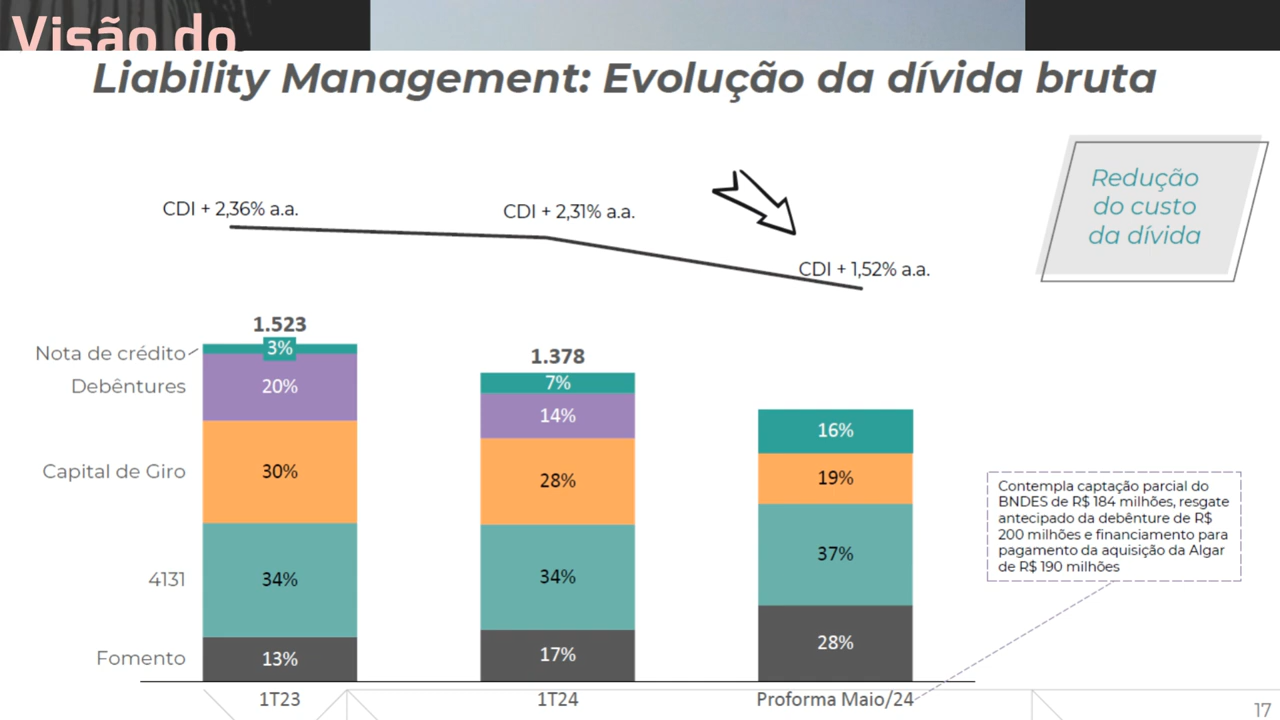 Visão do
Liability Management: Evolução da dívida bruta
Redução
do custo
da dívida
CDI + 2,36% a.a.
CDI + 2,31% a.a.
CDI + 1,52% a.a.
1.523
1.378
Nota de crédito
3%
7%
16%
Debêntures
20%
14%
Capital de Giro
30%
28%
19%
4131
34%
34%
37%
Fomento
13%
17%
28%
1T23
1T24
Proforma Maio/24
Contempla captação parcial do
BNDES de R$ 184 milhões, resgate
antecipado da debênture de R$
200 milhões e financiamento para
pagamento da aquisição da Algar
de R$ 190 milhões
17